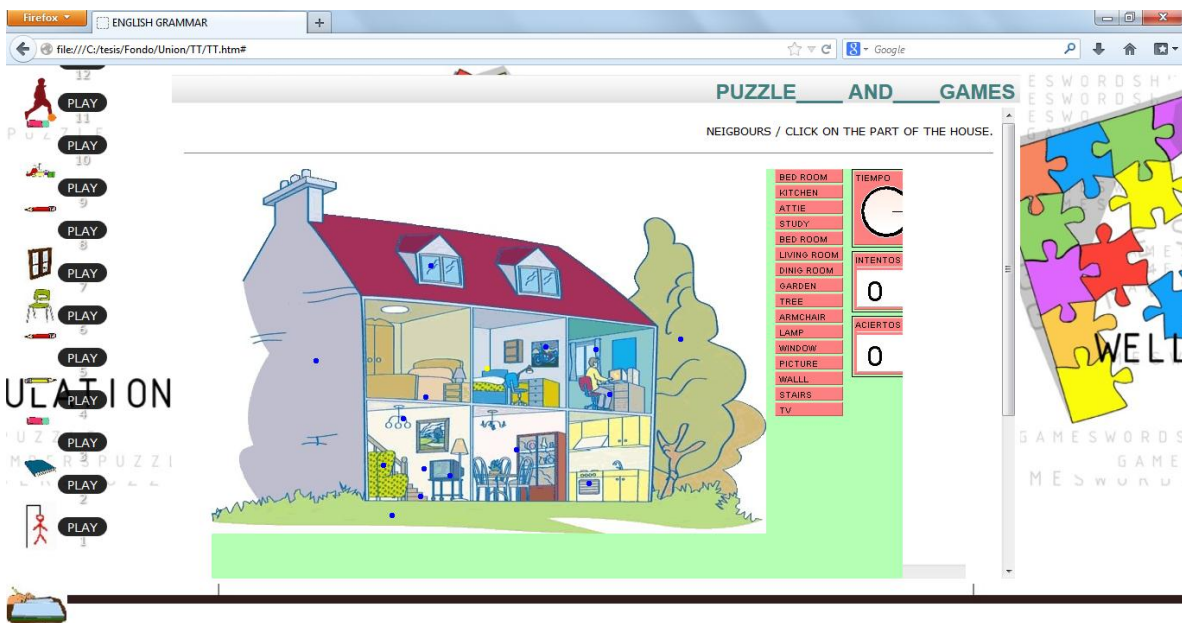 Firefox
ENGLISH GRAMMAR
+
file:///C:/tesis/Fondo/Union/TT/TT.htm#
Google
PUZZLE____AND____GAMES
NEIGBOURS / CLICK ON THE PART OF THE HOUSE.
12
PLAY
11
PLAY
10
PLAY
9
PLAY
8
PLAY
7
PLAY
6
PLAY
5
PLAY
4
PLAY
3
PLAY
2
PLAY
1
BED ROOM
KITCHEN
ATTIE
STUDY
BED ROOM
LIVING ROOM
DINIG ROOM
GARDEN
TREE
ARMCHAIR
LAMP
WINDOW
PICTURE
WALLL
STAIRS
TV
TIEMPO
INTENTOS
0
ACIERTOS
0
ULATION
WELL
GAMESWORDS
GAME